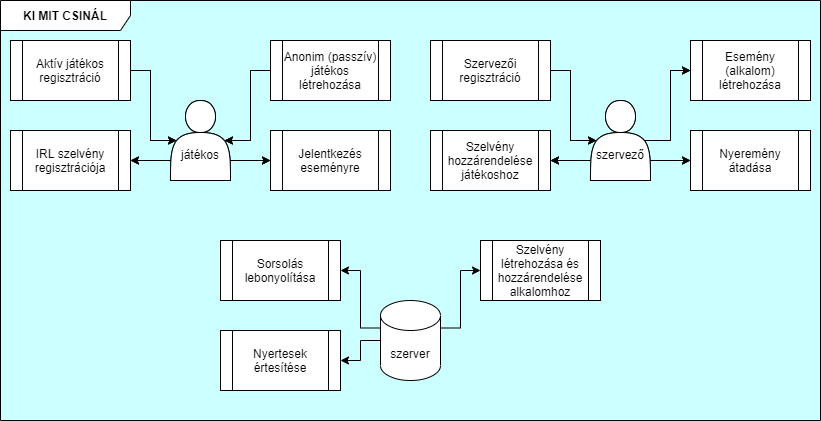 KI MIT CSINÁL
Aktív játékos
regisztráció
Anonim (passzív)
játékos
létrehozása
Szervezői
regisztráció
Esemény
(alkalom)
létrehozása
játékos
szervező
IRL szelvény
regisztrációja
Jelentkezés
eseményre
Szelvény
hozzárendelése
játékoshoz
Nyeremény
átadása
Sorsolás
lebonyolítása
Szelvény
létrehozása és
hozzárendelése
alkalomhoz
Nyertesek
értesítése
szerver